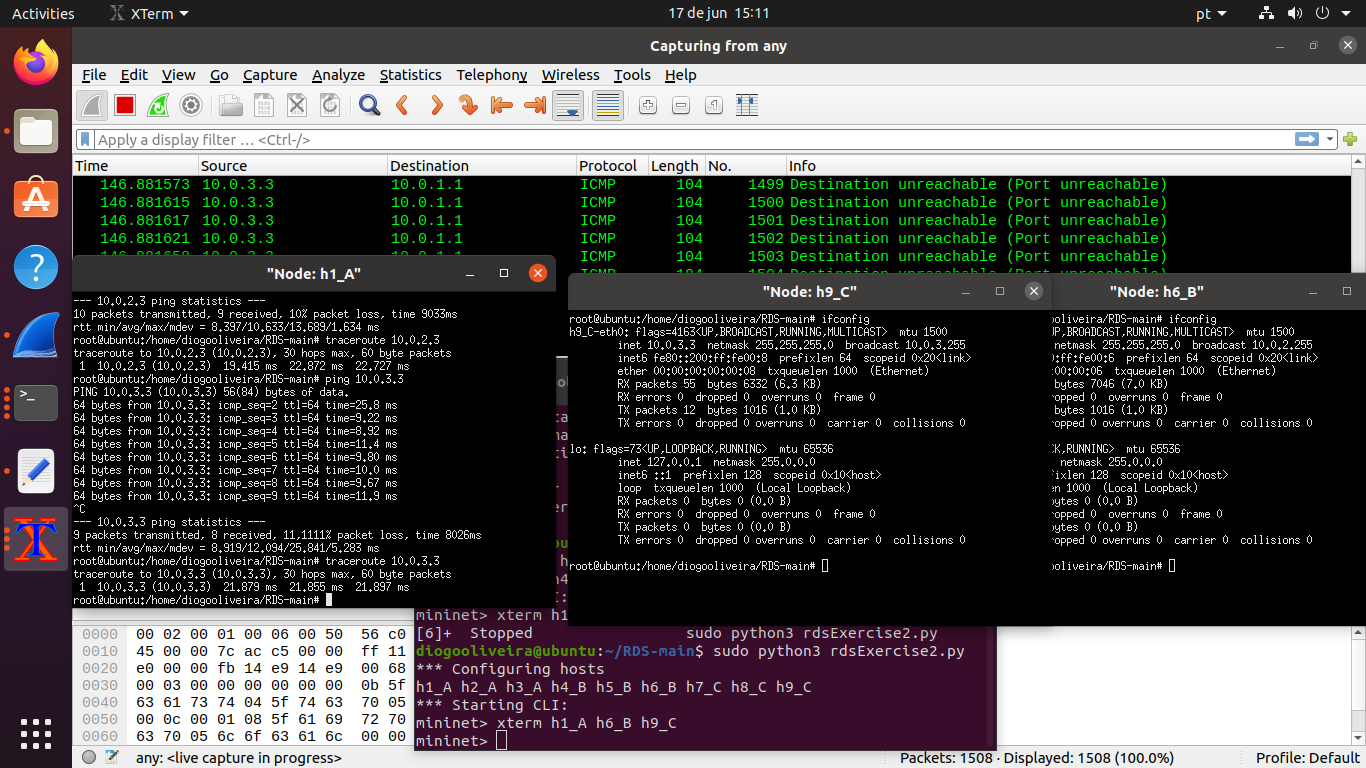 Activities XTerm 17 de jun 15:11 pt
Capturing from any
File Edit View Go Capture Analyze Statistics Telephony Wireless Tools Help
Apply a display filter … <Ctrl-/>
Time Source Destination Protocol Length No. Info
146.881573 10.0.3.3 10.0.1.1 ICMP 104 1499 Destination unreachable (Port unreachable)
146.881615 10.0.3.3 10.0.1.1 ICMP 104 1500 Destination unreachable (Port unreachable)
146.881617 10.0.3.3 10.0.1.1 ICMP 104 1501 Destination unreachable (Port unreachable)
146.881621 10.0.3.3 10.0.1.1 ICMP 104 1502 Destination unreachable (Port unreachable)
146.881658 10.0.3.3 10.0.1.1 ICMP 104 1503 Destination unreachable (Port unreachable)
"Node: h1_A"
--- 10.0.2.3 ping statistics ---
10 packets transmitted, 9 received, 10% packet loss, time 9033ms
rtt min/avg/max/mdev = 8.397/10.633/13.689/1.634 ms
root@ubuntu:/home/diogooliveira/RDS-main# traceroute 10.0.2.3
traceroute to 10.0.2.3 (10.0.2.3), 30 hops max, 60 byte packets
1 10.0.2.3 (10.0.2.3) 19.415 ms 22.872 ms 22.727 ms
root@ubuntu:/home/diogooliveira/RDS-main# ping 10.0.3.3
PING 10.0.3.3 (10.0.3.3) 56(84) bytes of data.
64 bytes from 10.0.3.3: icmp_seq=2 ttl=64 time=25.8 ms
64 bytes from 10.0.3.3: icmp_seq=3 ttl=64 time=9.22 ms
64 bytes from 10.0.3.3: icmp_seq=4 ttl=64 time=8.92 ms
64 bytes from 10.0.3.3: icmp_seq=5 ttl=64 time=11.4 ms
64 bytes from 10.0.3.3: icmp_seq=6 ttl=64 time=9.80 ms
64 bytes from 10.0.3.3: icmp_seq=7 ttl=64 time=10.0 ms
64 bytes from 10.0.3.3: icmp_seq=8 ttl=64 time=9.67 ms
64 bytes from 10.0.3.3: icmp_seq=9 ttl=64 time=11.9 ms
^C
--- 10.0.3.3 ping statistics ---
9 packets transmitted, 8 received, 11,1111% packet loss, time 8026ms
rtt min/avg/max/mdev = 8.919/12.094/25.841/5.283 ms
root@ubuntu:/home/diogooliveira/RDS-main# traceroute 10.0.3.3
traceroute to 10.0.3.3 (10.0.3.3), 30 hops max, 60 byte packets
1 10.0.3.3 (10.0.3.3) 21.879 ms 21.855 ms 21.897 ms
root@ubuntu:/home/diogooliveira/RDS-main#
"Node: h9_C"
root@ubuntu:/home/diogooliveira/RDS-main# ifconfig
h9_C-eth0: flags=4163<UP,BROADCAST,RUNNING,MULTICAST> mtu 1500
inet 10.0.3.3 netmask 255.255.255.0 broadcast 10.0.3.255
inet6 fe80::200:ff:fe00:8 prefixlen 64 scopeid 0x20<link>
ether 00:00:00:00:00:08 txqueuelen 1000 (Ethernet)
RX packets 55 bytes 6332 (6.3 KB)
RX errors 0 dropped 0 overruns 0 frame 0
TX packets 12 bytes 1016 (1.0 KB)
TX errors 0 dropped 0 overruns 0 carrier 0 collisions 0
lo: flags=73<UP,LOOPBACK,RUNNING> mtu 65536
inet 127.0.0.1 netmask 255.0.0.0
inet6 ::1 prefixlen 128 scopeid 0x10<host>
loop txqueuelen 1000 (Local Loopback)
RX packets 0 bytes 0 (0.0 B)
RX errors 0 dropped 0 overruns 0 frame 0
TX packets 0 bytes 0 (0.0 B)
TX errors 0 dropped 0 overruns 0 carrier 0 collisions 0
root@ubuntu:/home/diogooliveira/RDS-main#
"Node: h6_B"
ooliveira/RDS-main# ifconfig
UP,BROADCAST,RUNNING,MULTICAST> mtu 1500
netmask 255.255.255.0 broadcast 10.0.2.255
0:ff:fe00:6 prefixlen 64 scopeid 0x20<link>
00:00:00:06 txqueuelen 1000 (Ethernet)
bytes 7046 (7.0 KB)
dropped 0 overruns 0 frame 0
bytes 1016 (1.0 KB)
dropped 0 overruns 0 carrier 0 collisions 0
CK,RUNNING> mtu 65536
netmask 255.0.0.0
fixlen 128 scopeid 0x10<host>
en 1000 (Local Loopback)
bytes 0 (0.0 B)
dropped 0 overruns 0 frame 0
bytes 0 (0.0 B)
dropped 0 overruns 0 carrier 0 collisions 0
ooliveira/RDS-main#
mininet> xterm h1
[6]+ Stopped sudo python3 rdsExercise2.py
diogooliveira@ubuntu:~/RDS-main$ sudo python3 rdsExercise2.py
*** Configuring hosts
h1_A h2_A h3_A h4_B h5_B h6_B h7_C h8_C h9_C
*** Starting CLI:
mininet> xterm h1_A h6_B h9_C
mininet>
0000 00 02 00 01 00 06 00 50 56 c0
0010 45 00 00 7c ac c5 00 00 ff 11
0020 e0 00 00 fb 14 e9 14 e9 00 68
0030 00 03 00 00 00 00 00 00 0b 5f
0040 63 61 73 74 04 5f 74 63 70 05
0050 00 0c 00 01 08 5f 61 69 72 70
0060 63 70 05 6c 6f 63 61 6c 00 00
any: <live capture in progress> Packets: 1508 · Displayed: 1508 (100.0%) Profile: Default